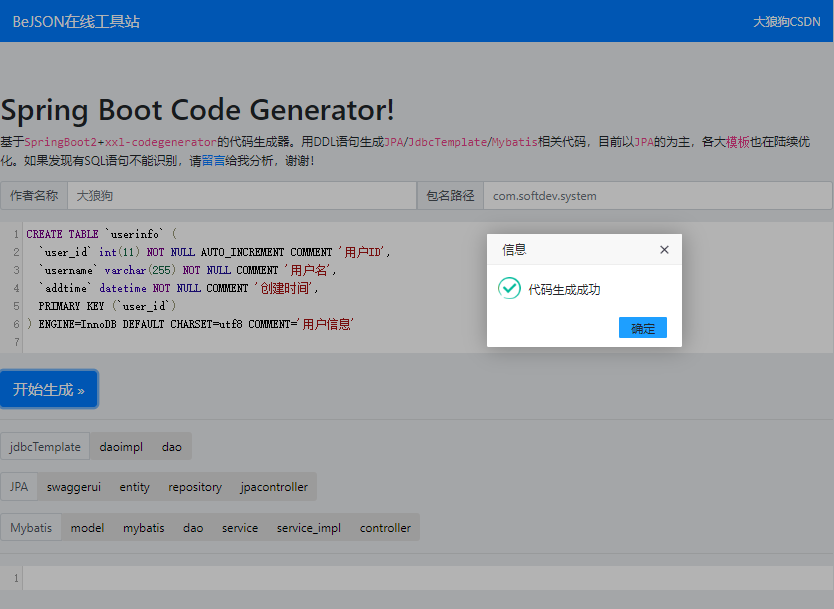 BeJSON在线工具站
大狼狗CSDN
Spring Boot Code Generator!
基于SpringBoot2+xxl-codegenerator的代码生成器。用DDL语句生成JPA/JdbcTemplate/Mybatis相关代码，目前以JPA的为主，各大模板也在陆续优
化。如果发现有SQL语句不能识别，请留言给我分析，谢谢!
作者名称 大狼狗 包名路径 com.softdev.system
1 CREATE TABLE `userinfo` (
2 `user_id` int(11) NOT NULL AUTO_INCREMENT COMMENT '用户ID',
3 `username` varchar(255) NOT NULL COMMENT '用户名',
4 `addtime` datetime NOT NULL COMMENT '创建时间',
5 PRIMARY KEY (`user_id`)
6 ) ENGINE=InnoDB DEFAULT CHARSET=utf8 COMMENT='用户信息'
7
信息 ×
代码生成成功
确定
开始生成 »
jdbcTemplate daoimpl dao
JPA swaggerui entity repository jpacontroller
Mybatis model mybatis dao service service_impl controller
1